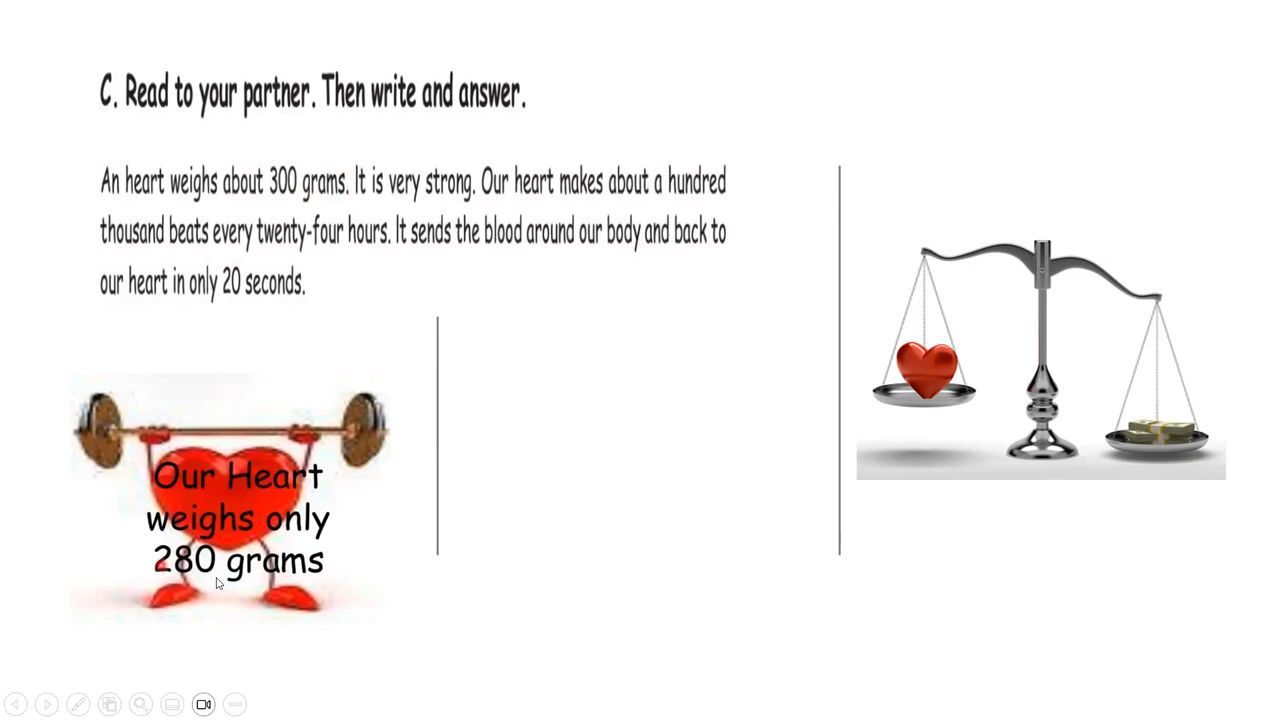 C. Read to your partner. Then write and answer.
An heart weighs about 300 grams. It is very strong. Our heart makes about a hundred
thousand beats every twenty-four hours. It sends the blood around our body and back to
our heart in only 20 seconds.
Our Heart
weighs only
280 grams